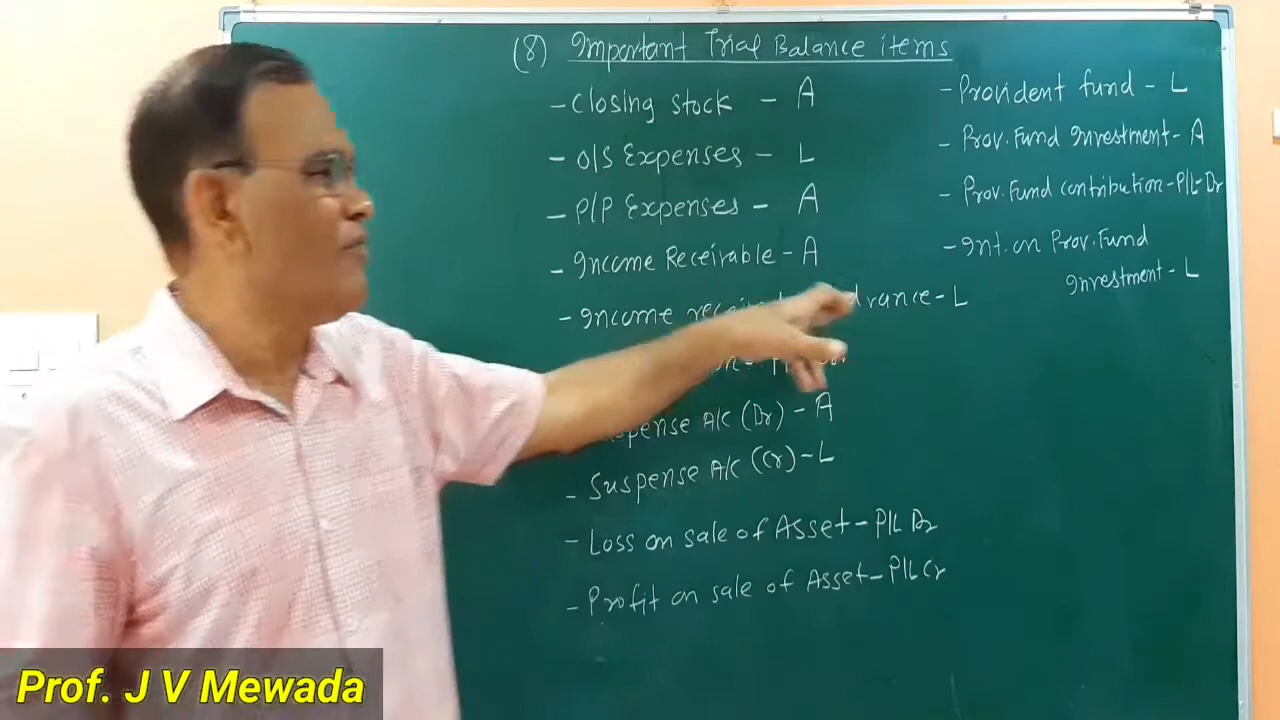 (8) Important Trial Balance items
- Closing stock - A
- O/S Expenses - L
- P/P Expenses - A
- Income Receivable - A
- Income - L
Suspense A/c (Dr) - A
- Suspense A/c (Cr) - L
- Loss on sale of Asset - P/L Dr
- Profit on sale of Asset - P/L Cr
- Provident fund - L
- Prov. Fund Investment - A
- Prov. Fund contribution - P/L - Dr
- Int. on Prov. Fund
Investment - L
Prof. J V Mewada